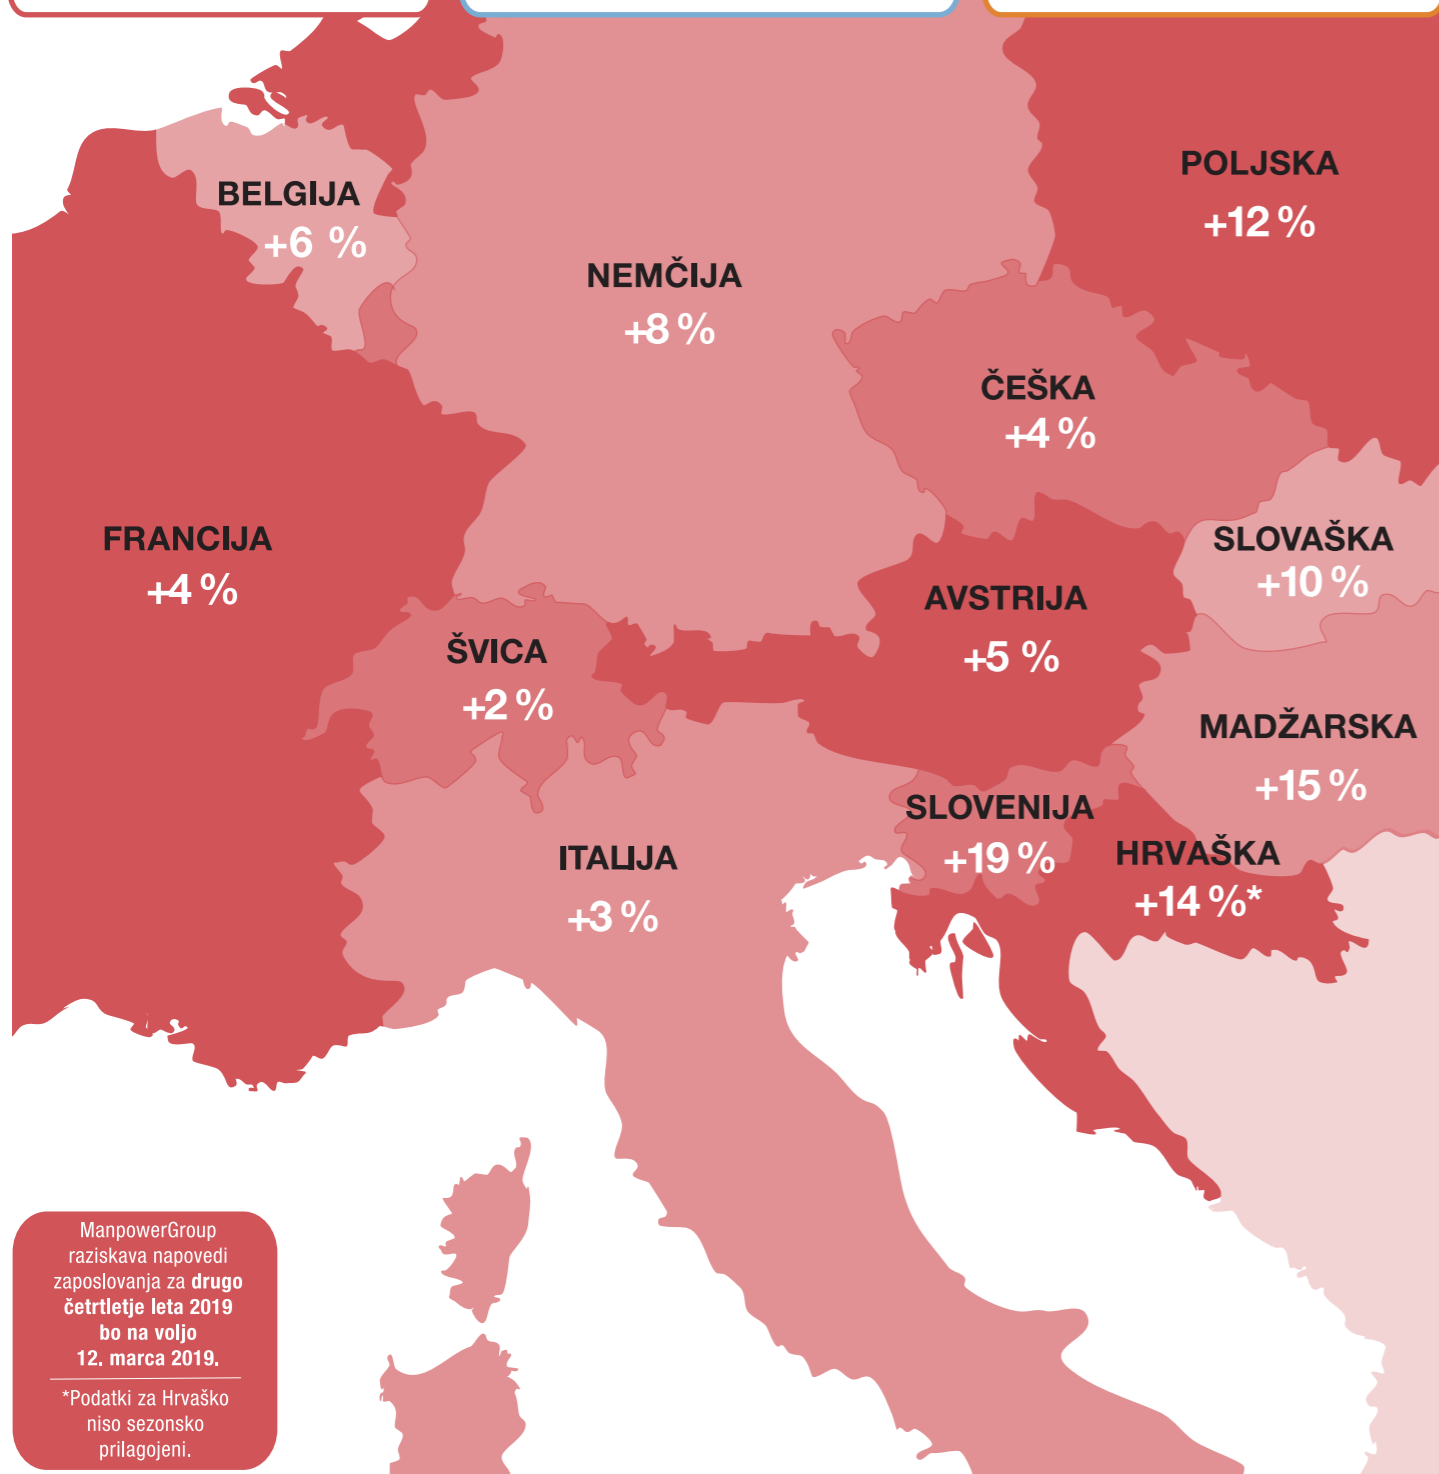 POLJSKA
+12 %
BELGIJA
+6 %
NEMČIJA
+8 %
ČEŠKA
+4 %
FRANCIJA
+4 %
SLOVAŠKA
+10 %
AVSTRIJA
+5 %
ŠVICA
+2 %
MADŽARSKA
+15 %
SLOVENIJA
+19 %
HRVAŠKA
+14 %*
ITALIJA
+3 %
ManpowerGroup
raziskava napovedi
zaposlovanja za drugo
četrtletje leta 2019
bo na voljo
12. marca 2019.
*Podatki za Hrvaško
niso sezonsko
prilagojeni.